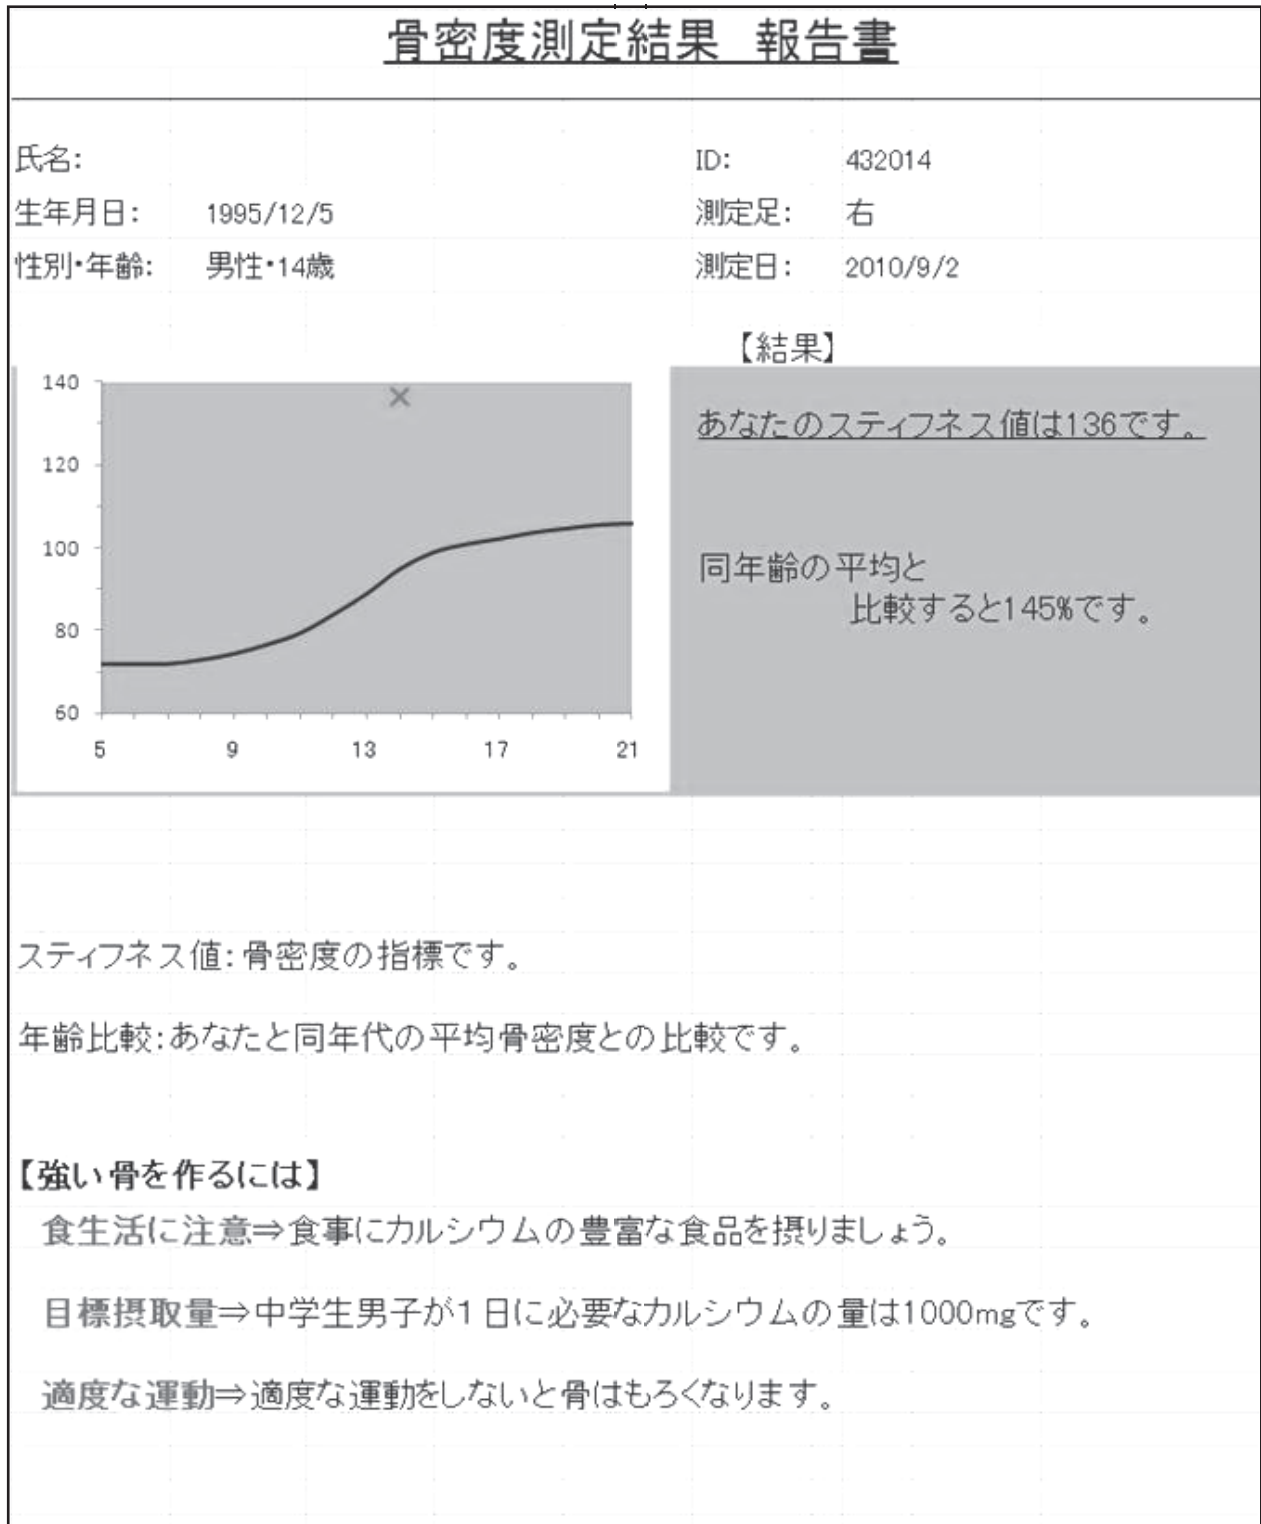 骨密度測定結果　報告書
氏名:
ID: 432014
生年月日: 1995/12/5
測定足: 右
性別・年齢: 男性・14歳
測定日: 2010/9/2
【結果】
140
120
100
80
60
5 9 13 17 21
あなたのスティフネス値は136です。
同年齢の平均と
比較すると145%です。
スティフネス値:骨密度の指標です。
年齢比較:あなたと同年代の平均骨密度との比較です。
【強い骨を作るには】
食生活に注意⇒食事にカルシウムの豊富な食品を摂りましょう。
目標摂取量⇒中学生男子が1日に必要なカルシウムの量は1000mgです。
適度な運動⇒適度な運動をしないと骨はもろくなります。